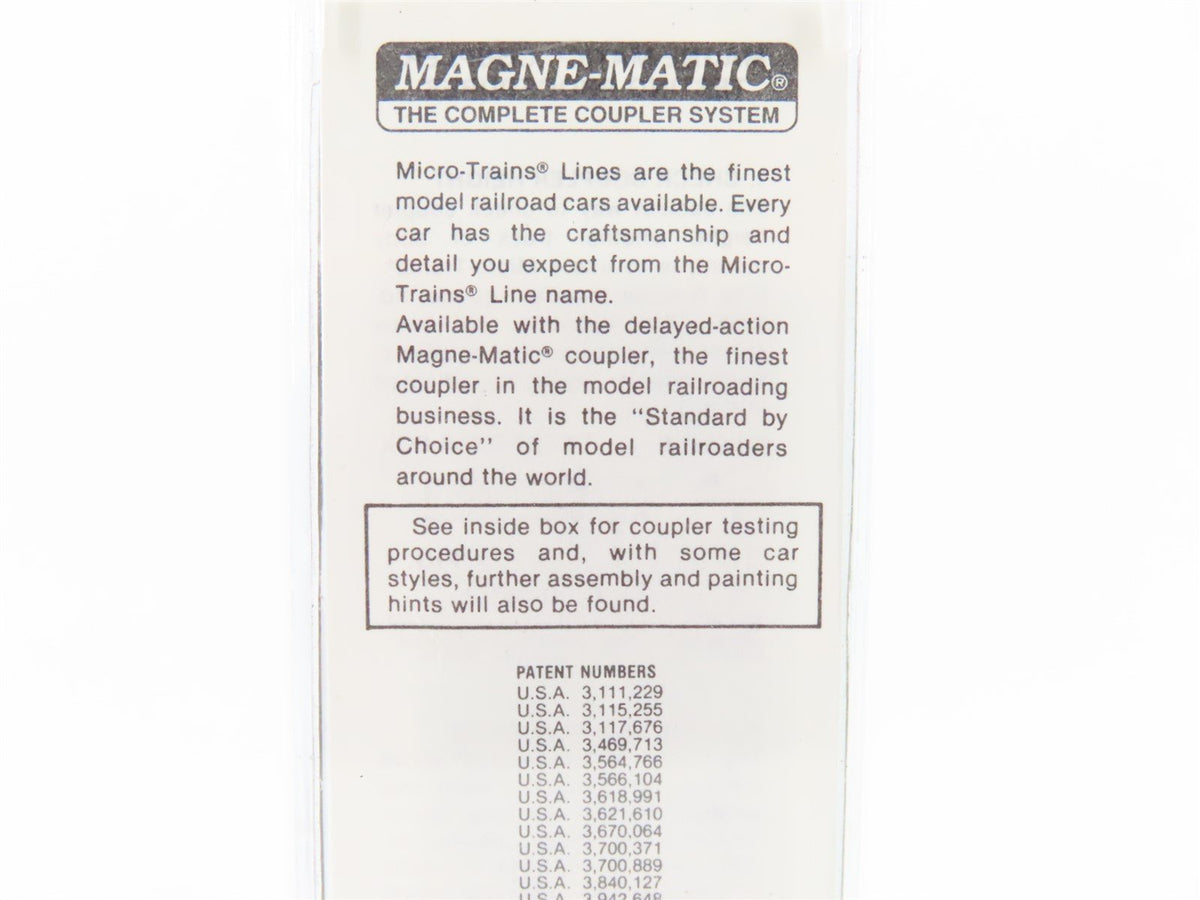 MAGNE-MATIC®
THE COMPLETE COUPLER SYSTEM
Micro-Trains® Lines are the finest
model railroad cars available. Every
car has the craftsmanship and
detail you expect from the Micro-
Trains® Line name.
Available with the delayed-action
Magne-Matic® coupler, the finest
coupler in the model railroading
business. It is the “Standard by
Choice” of model railroaders
around the world.
See inside box for coupler testing
procedures and, with some car
styles, further assembly and painting
hints will also be found.
PATENT NUMBERS
U.S.A. 3,111,229
U.S.A. 3,115,255
U.S.A. 3,117,676
U.S.A. 3,469,713
U.S.A. 3,564,766
U.S.A. 3,566,104
U.S.A. 3,618,991
U.S.A. 3,621,610
U.S.A. 3,670,064
U.S.A. 3,700,371
U.S.A. 3,700,889
U.S.A. 3,840,127
U.S.A. 3,942,648